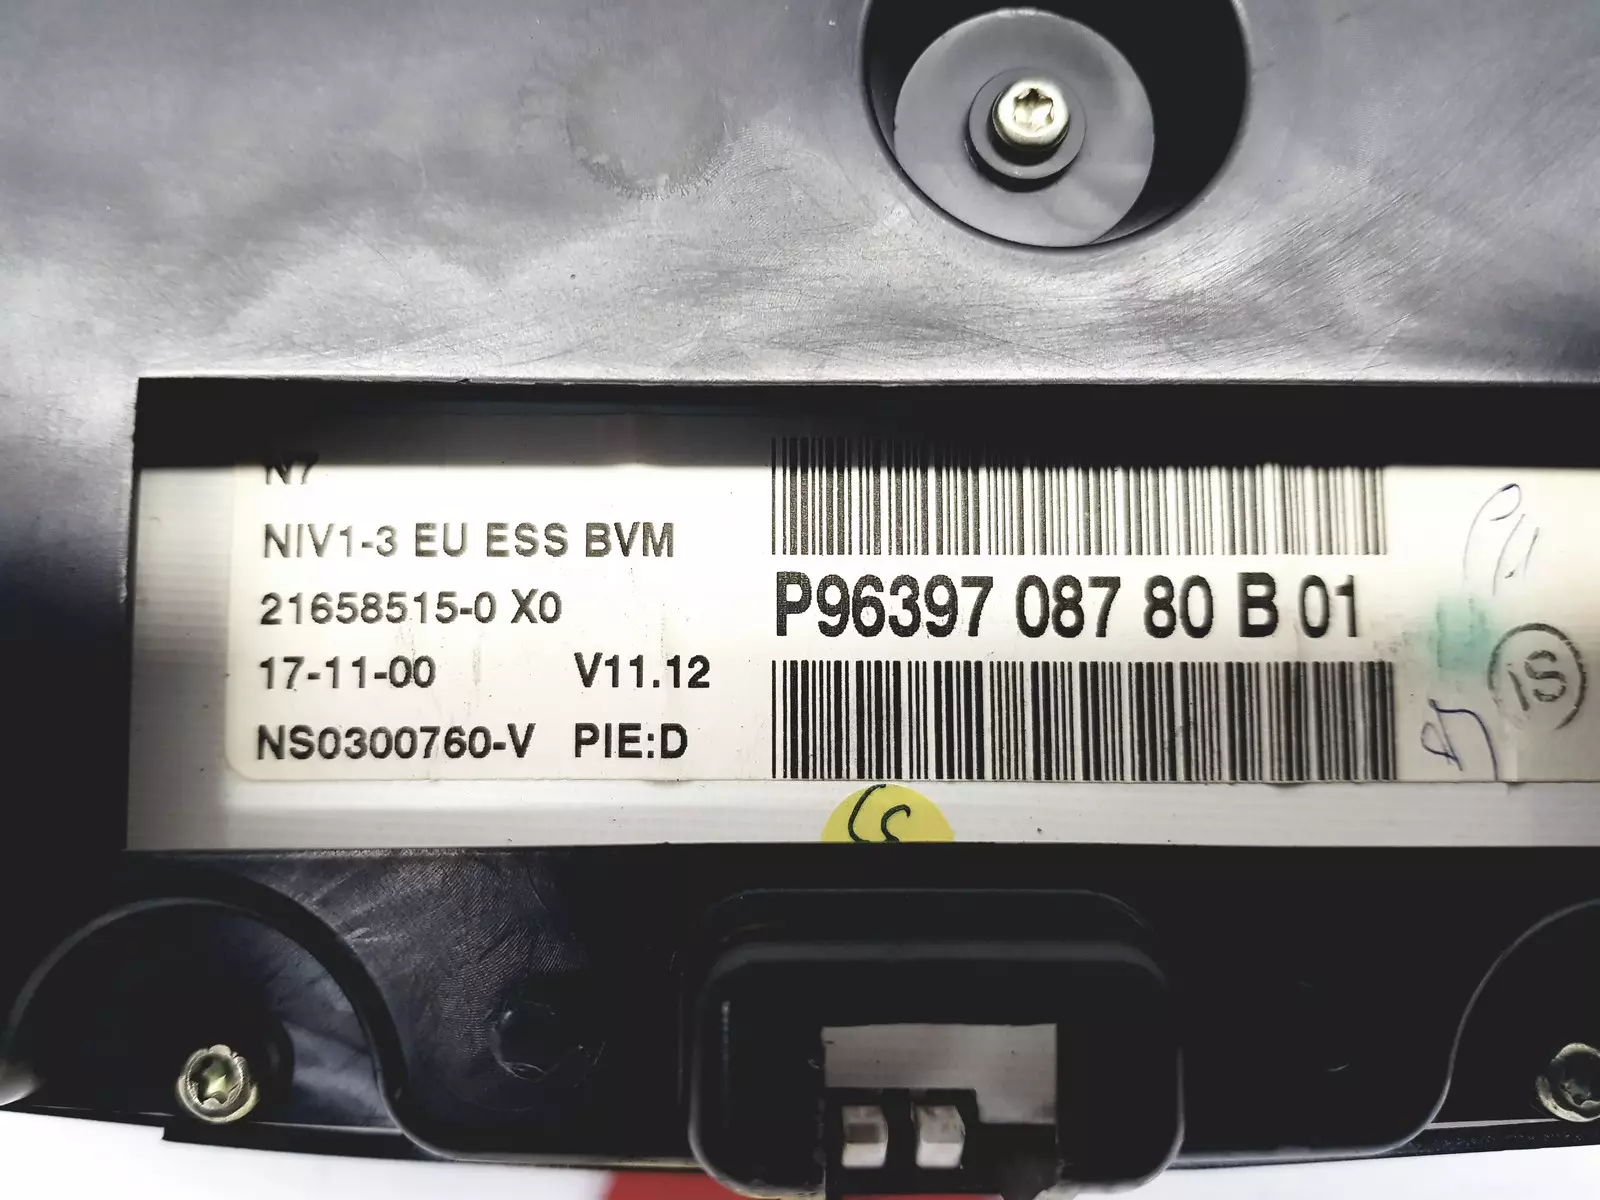 N7
NIV1-3 EU ESS BVM
21658515-0 X0
17-11-00 V11.12
NS0300760-V PIE:D
P96397 087 80 B 01